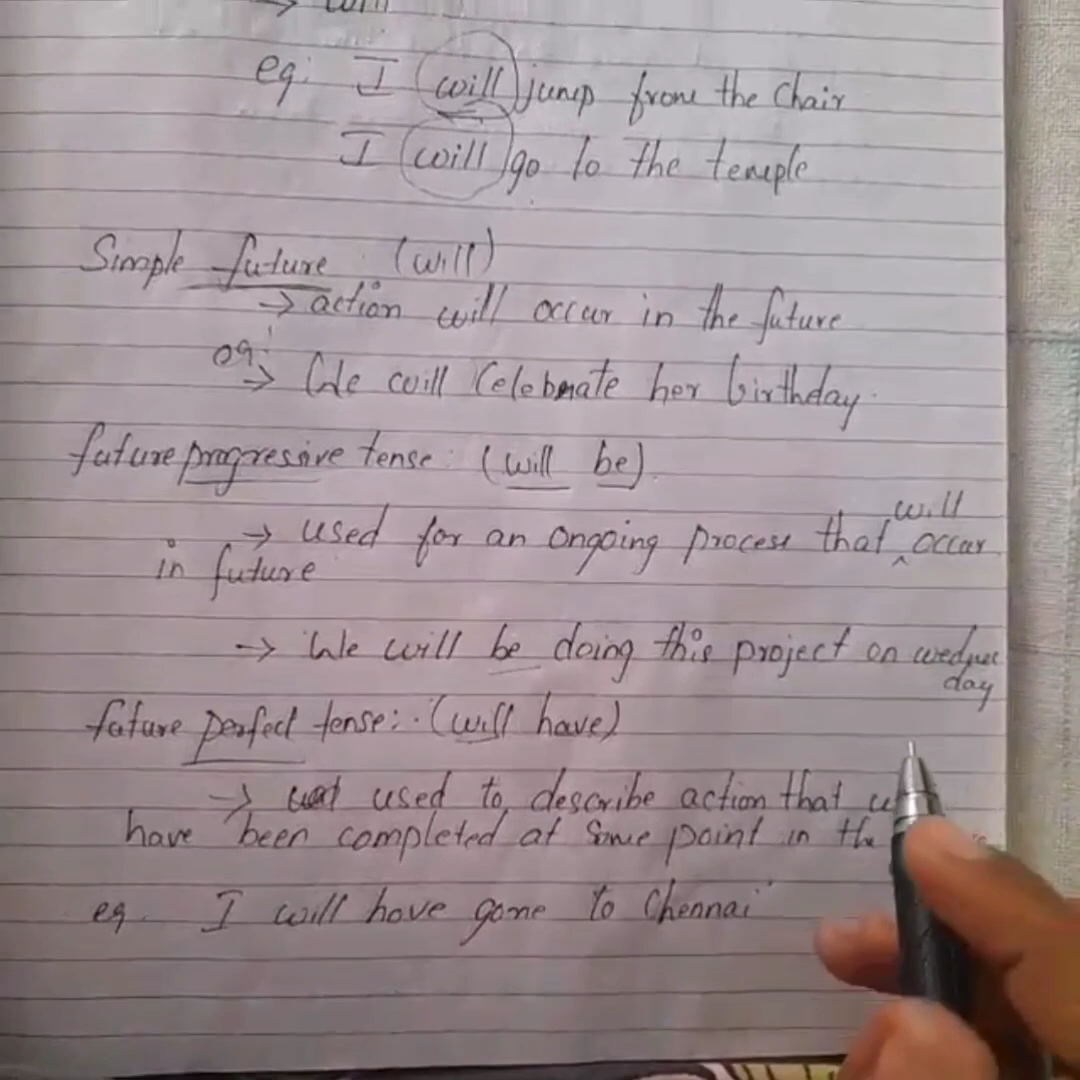 → will
eg: I will jump from the Chair
I will go to the temple
Simple future (will)
→ action will occur in the future
eg:
→ We will Celebrate her birthday.
future progressive tense: (will be)
will
→ used for an ongoing process that ^ occur
in future
→ We will be doing this project on wednes
day
future perfect tense: (will have)
→ used to describe action that
have been completed at some point in the
eg. I will have gone to Chennai